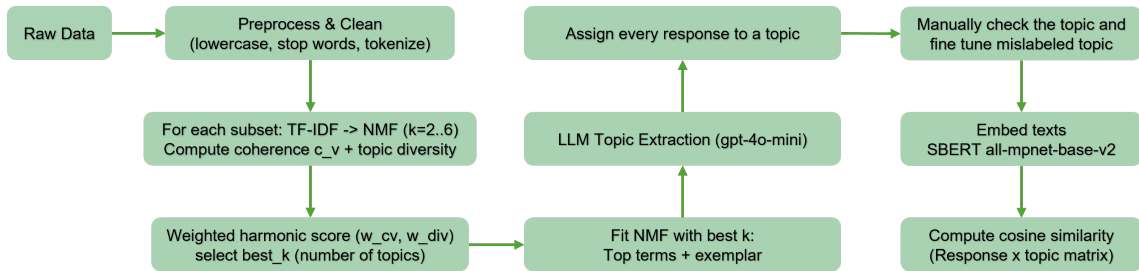 Raw Data
Preprocess & Clean
(lowercase, stop words, tokenize)
For each subset: TF-IDF -> NMF (k=2..6)
Compute coherence c_v + topic diversity
Weighted harmonic score (w_cv, w_div)
select best_k (number of topics)
Fit NMF with best k:
Top terms + exemplar
LLM Topic Extraction (gpt-4o-mini)
Assign every response to a topic
Manually check the topic and
fine tune mislabeled topic
Embed texts
SBERT all-mpnet-base-v2
Compute cosine similarity
(Response x topic matrix)